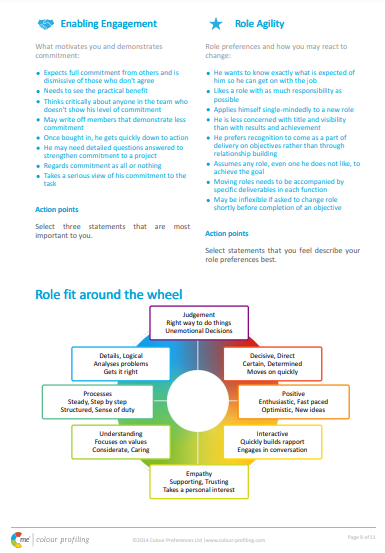 Enabling Engagement
What motivates you and demonstrates
commitment:
Expects full commitment from others and is
dismissive of those who don't agree
Needs to see the practical benefit
Thinks critically about anyone in the team who
doesn't show his level of commitment
May write off members that demonstrate less
commitment
Once bought in, he gets quickly down to action
He may need detailed questions answered to
strengthen commitment to a project
Regards commitment as all or nothing
Takes a serious view of his commitment to the
task
Action points
Select three statements that are most
important to you.
Role Agility
Role preferences and how you may react to
change:
He wants to know exactly what is expected of
him so he can get on with the job
Likes a role with as much responsibility as
possible
Applies himself single-mindedly to a new role
He is less concerned with title and visibility
than with results and achievement
He prefers recognition to come as a part of
delivery on objectives rather than through
relationship building
Assumes any role, even one he does not like, to
achieve the goal
Moving roles needs to be accompanied by
specific deliverables in each function
May be inflexible if asked to change role
shortly before completion of an objective
Action points
Select statements that you feel describe your
role preferences best.
Role fit around the wheel
Judgement
Right way to do things
Unemotional Decisions
Details, Logical
Analyses problems
Gets it right
Decisive, Direct
Certain, Determined
Moves on quickly
Processes
Steady, Step by step
Structured, Sense of duty
Positive
Enthusiastic, Fast paced
Optimistic, New ideas
Understanding
Focuses on values
Considerate, Caring
Interactive
Quickly builds rapport
Engages in conversation
Empathy
Supporting, Trusting
Takes a personal interest
me colour profiling
©2014 Colour Preferences Ltd |www.colour-profiling.com
Page 9 of 11